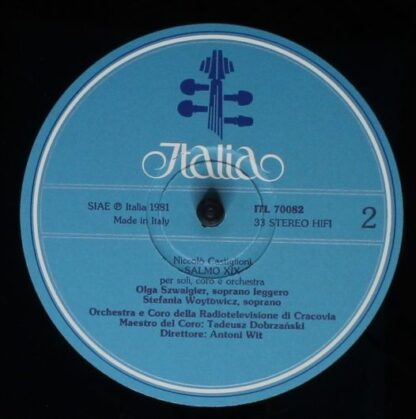 Italia
SIAE ℗ Italia 1981
Made in Italy
ITL 70082
33 STEREO HIFI
2
Niccolò Castiglioni
SALMO XIX
per soli, coro e orchestra
Olga Szwajgier, soprano leggero
Stefania Woytowicz, soprano
Orchestra e Coro della Radiotelevisione di Cracovia
Maestro del Coro: Tadeusz Dobrzański
Direttore: Antoni Wit